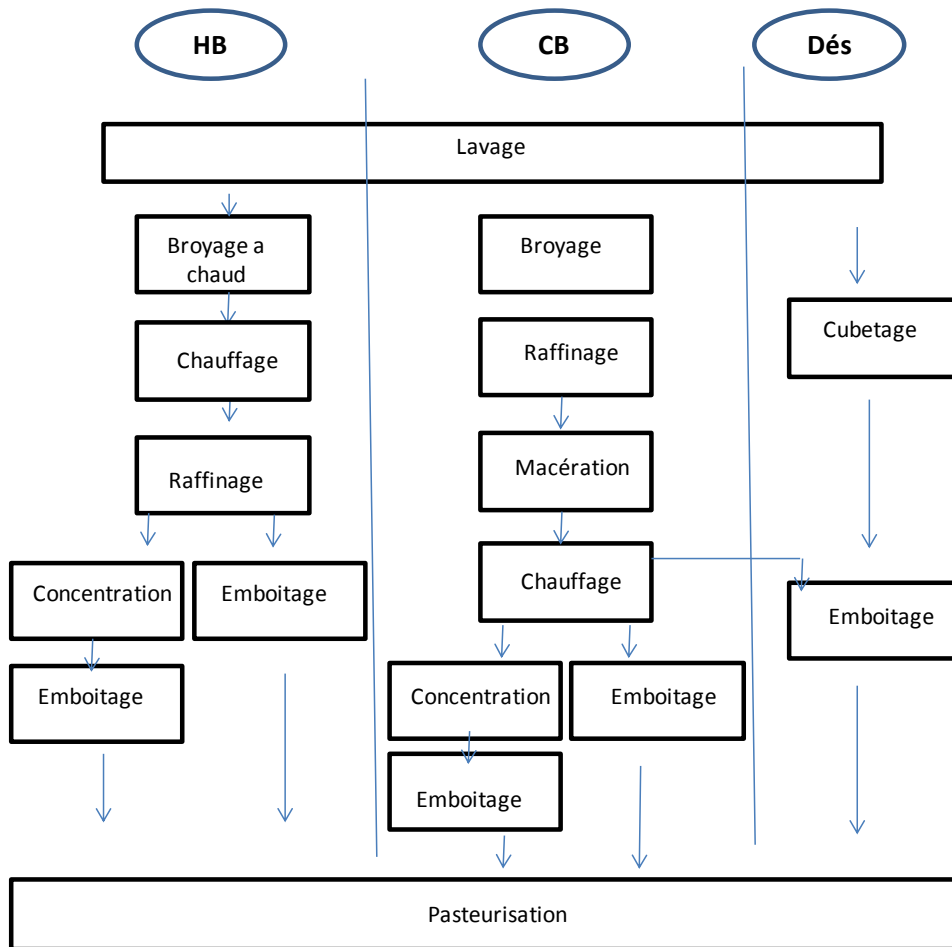 HB
CB
Dés
Lavage
Broyage a
chaud
Broyage
Cubetage
Chauffage
Raffinage
Raffinage
Macération
Concentration
Emboitage
Chauffage
Emboitage
Emboitage
Concentration
Emboitage
Emboitage
Pasteurisation